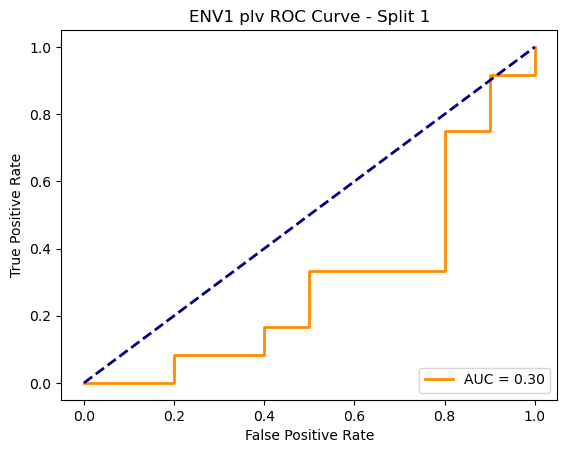 ENV1 plv ROC Curve - Split 1
True Positive Rate
1.0
0.8
0.6
0.4
0.2
0.0
AUC = 0.30
0.0 0.2 0.4 0.6 0.8 1.0
False Positive Rate